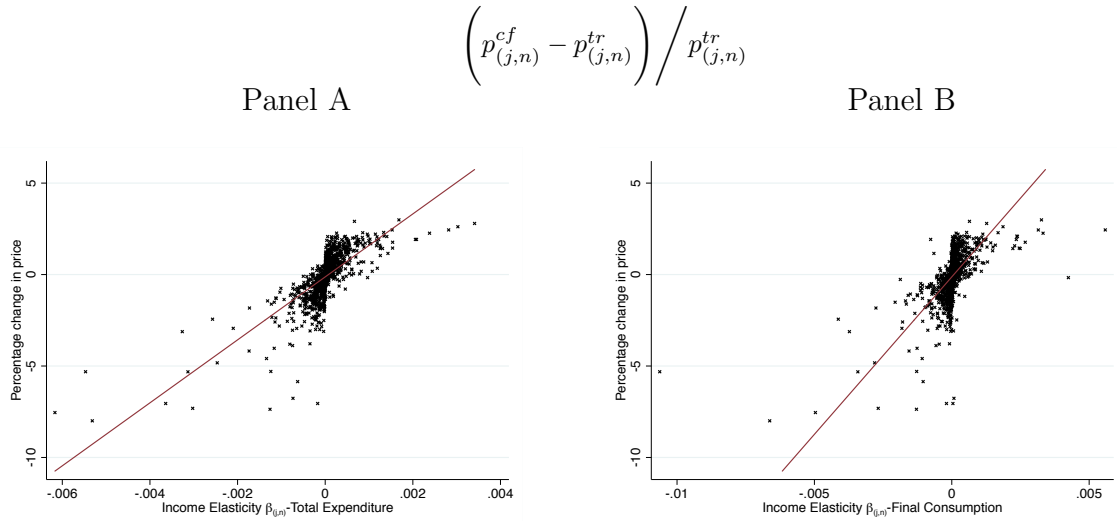 (p^{cf}_{(j,n)} − p^{tr}_{(j,n)}) / p^{tr}_{(j,n)}
Panel A
Panel B
Percentage change in price
5
0
-5
-10
-.006
-.004
-.002
0
.002
.004
Income Elasticity β(j,n)-Total Expenditure
Percentage change in price
5
0
-5
-10
-.01
-.005
0
.005
Income Elasticity β(j,n)-Final Consumption